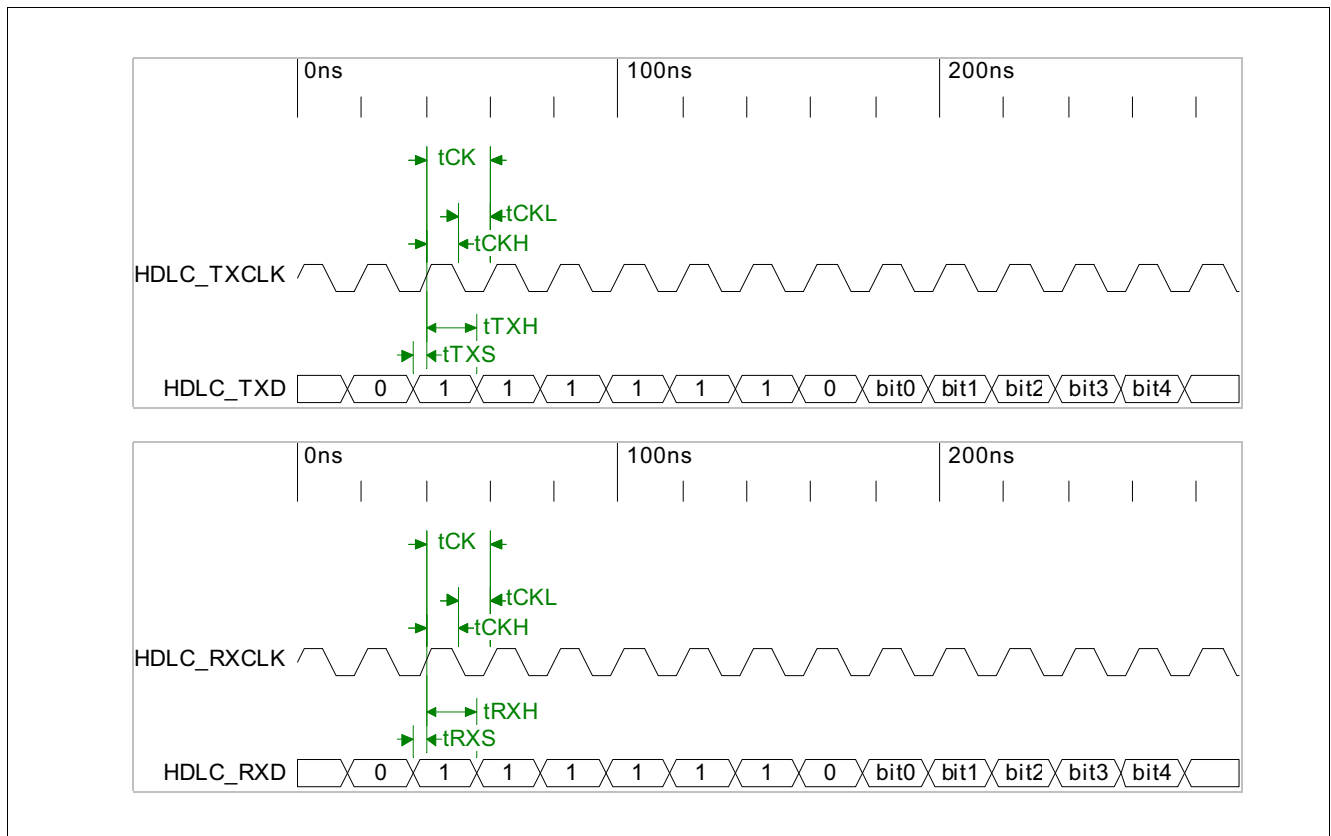 0ns 100ns 200ns
tCK
tCKL
tCKH
HDLC_TXCLK
tTXH
tTXS
HDLC_TXD 0 1 1 1 1 1 1 0 bit0 bit1 bit2 bit3 bit4
0ns 100ns 200ns
tCK
tCKL
tCKH
HDLC_RXCLK
tRXH
tRXS
HDLC_RXD 0 1 1 1 1 1 1 0 bit0 bit1 bit2 bit3 bit4